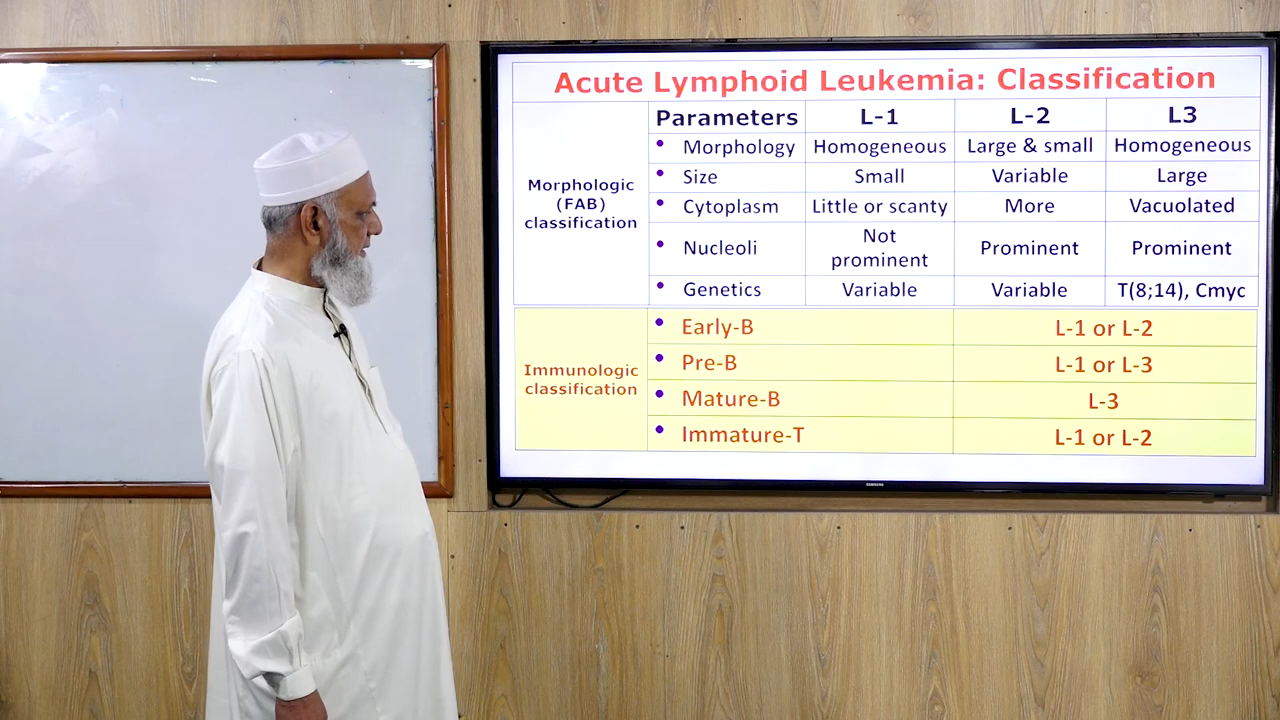 Acute Lymphoid Leukemia: Classification
Parameters L-1 L-2 L3
Morphologic
(FAB)
classification
• Morphology Homogeneous Large & small Homogeneous
• Size Small Variable Large
• Cytoplasm Little or scanty More Vacuolated
• Nucleoli Not
prominent Prominent Prominent
• Genetics Variable Variable T(8;14), Cmyc
Immunologic
classification
• Early-B L-1 or L-2
• Pre-B L-1 or L-3
• Mature-B L-3
• Immature-T L-1 or L-2
SAMSUNG